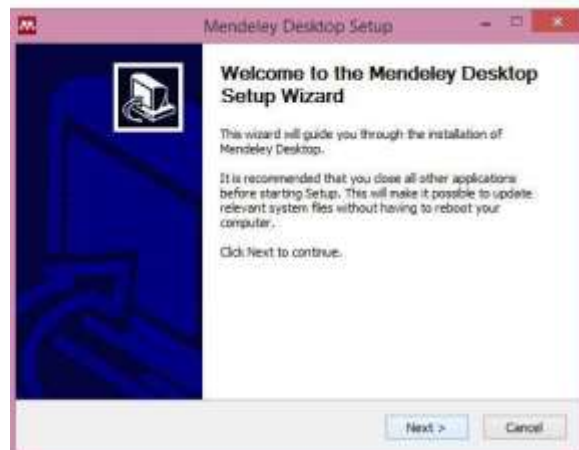 Mendeley Desktop Setup
Welcome to the Mendeley Desktop
Setup Wizard
This wizard will guide you through the installation of
Mendeley Desktop.
It is recommended that you close all other applications
before starting Setup. This will make it possible to update
relevant system files without having to reboot your
computer.
Click Next to continue.
Next >
Cancel